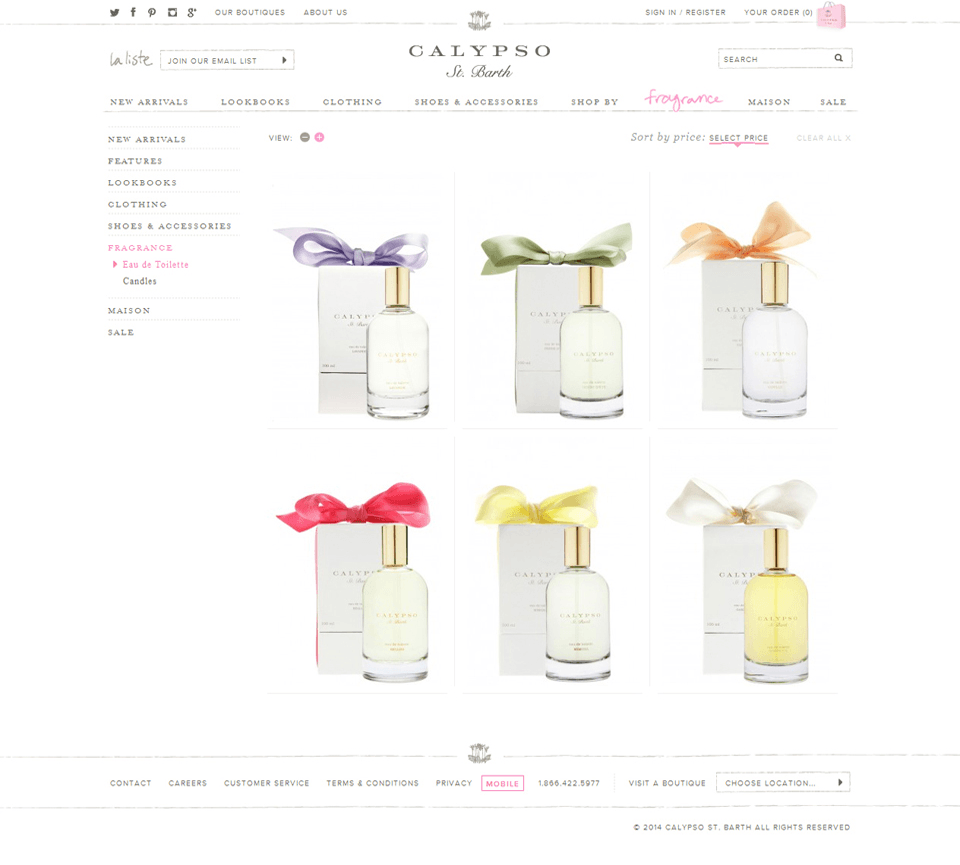 OUR BOUTIQUES ABOUT US
SIGN IN / REGISTER YOUR ORDER (0)
la liste JOIN OUR EMAIL LIST
CALYPSO
St. Barth
SEARCH
NEW ARRIVALS LOOKBOOKS CLOTHING SHOES & ACCESSORIES SHOP BY fragrance MAISON SALE
NEW ARRIVALS
FEATURES
LOOKBOOKS
CLOTHING
SHOES & ACCESSORIES
FRAGRANCE
Eau de Toilette
Candles
MAISON
SALE
VIEW:
Sort by price: SELECT PRICE CLEAR ALL X
CALYPSO
St. Barth
CALYPSO
St. Barth
CALYPSO
St. Barth
CALYPSO
St. Barth
CALYPSO
St. Barth
CALYPSO
St. Barth
CONTACT CAREERS CUSTOMER SERVICE TERMS & CONDITIONS PRIVACY MOBILE 1.866.422.5977 VISIT A BOUTIQUE CHOOSE LOCATION...
© 2014 CALYPSO ST. BARTH ALL RIGHTS RESERVED